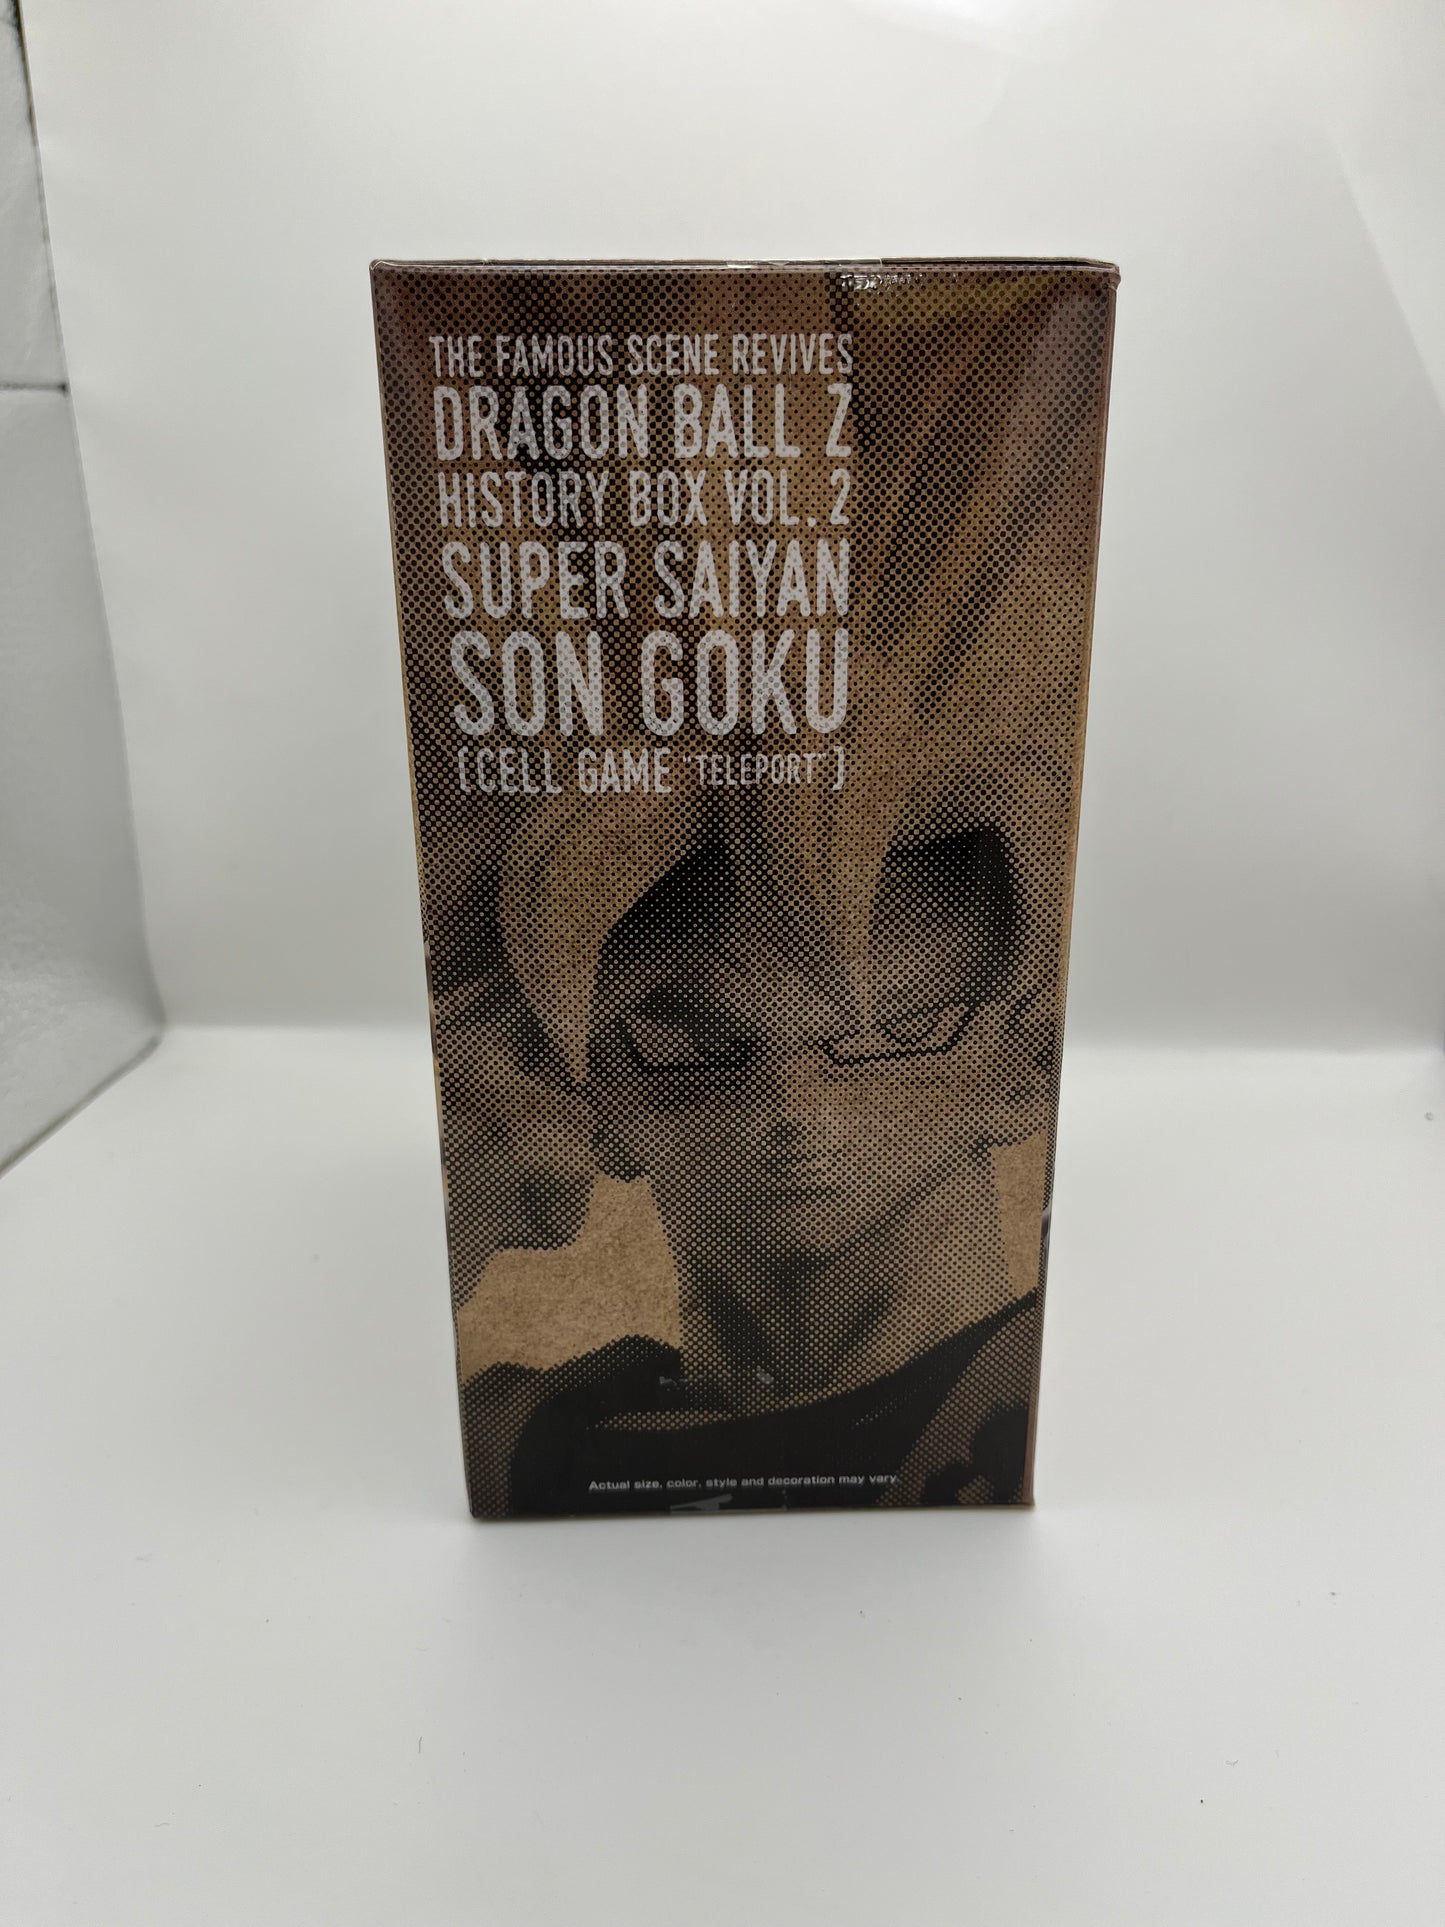 THE FAMOUS SCENE REVIVES
DRAGON BALL Z
HISTORY BOX VOL. 2
SUPER SAIYAN
SON GOKU
(CELL GAME "TELEPORT")
Actual size, color, style and decoration may vary.